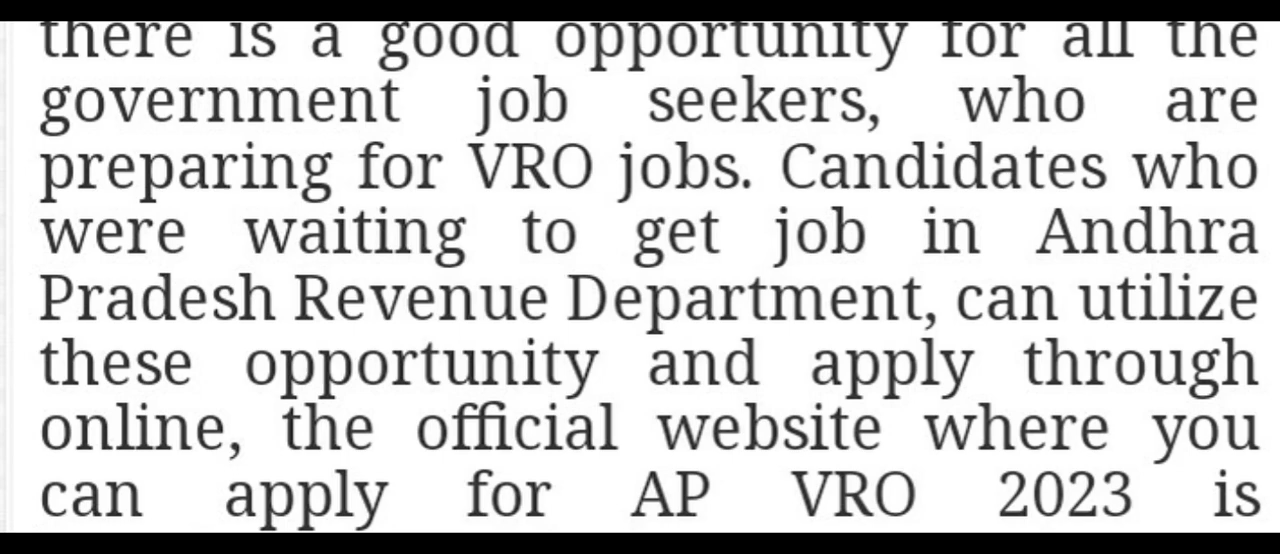 there is a good opportunity for all the
government job seekers, who are
preparing for VRO jobs. Candidates who
were waiting to get job in Andhra
Pradesh Revenue Department, can utilize
these opportunity and apply through
online, the official website where you
can apply for AP VRO 2023 is